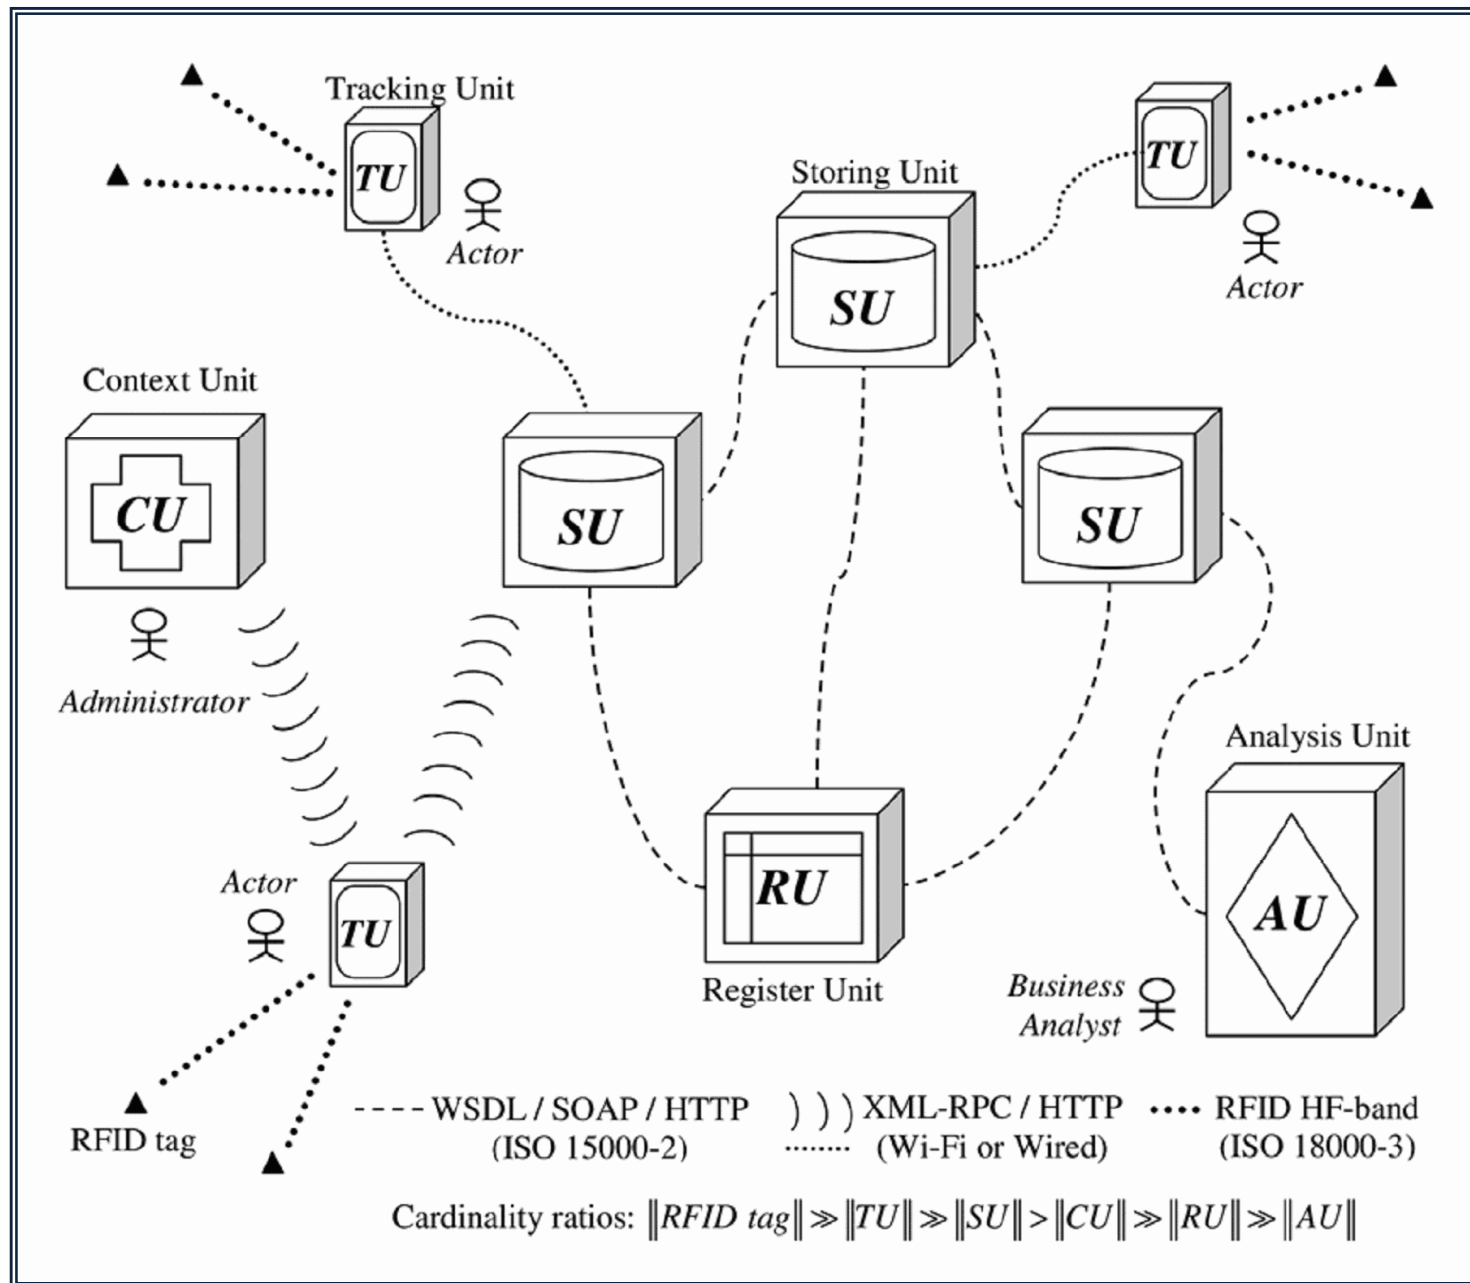 Tracking Unit
TU
Actor
Storing Unit
SU
TU
Actor
Context Unit
CU
Administrator
SU
SU
Actor
TU
RFID tag
RU
Register Unit
Analysis Unit
AU
Business
Analyst
WSDL / SOAP / HTTP
(ISO 15000-2)
XML-RPC / HTTP
(Wi-Fi or Wired)
RFID HF-band
(ISO 18000-3)
Cardinality ratios: ‖RFID tag‖ ≫ ‖TU‖ ≫ ‖SU‖ > ‖CU‖ ≫ ‖RU‖ ≫ ‖AU‖